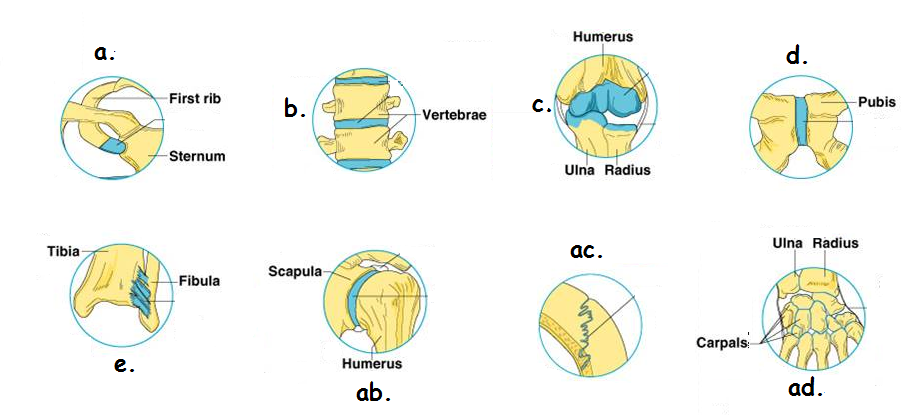 a.
First rib
Sternum
b.
Vertebrae
Humerus
c.
Ulna Radius
d.
Pubis
Tibia
Fibula
e.
Scapula
Humerus
ab.
ac.
Ulna Radius
Carpals
ad.